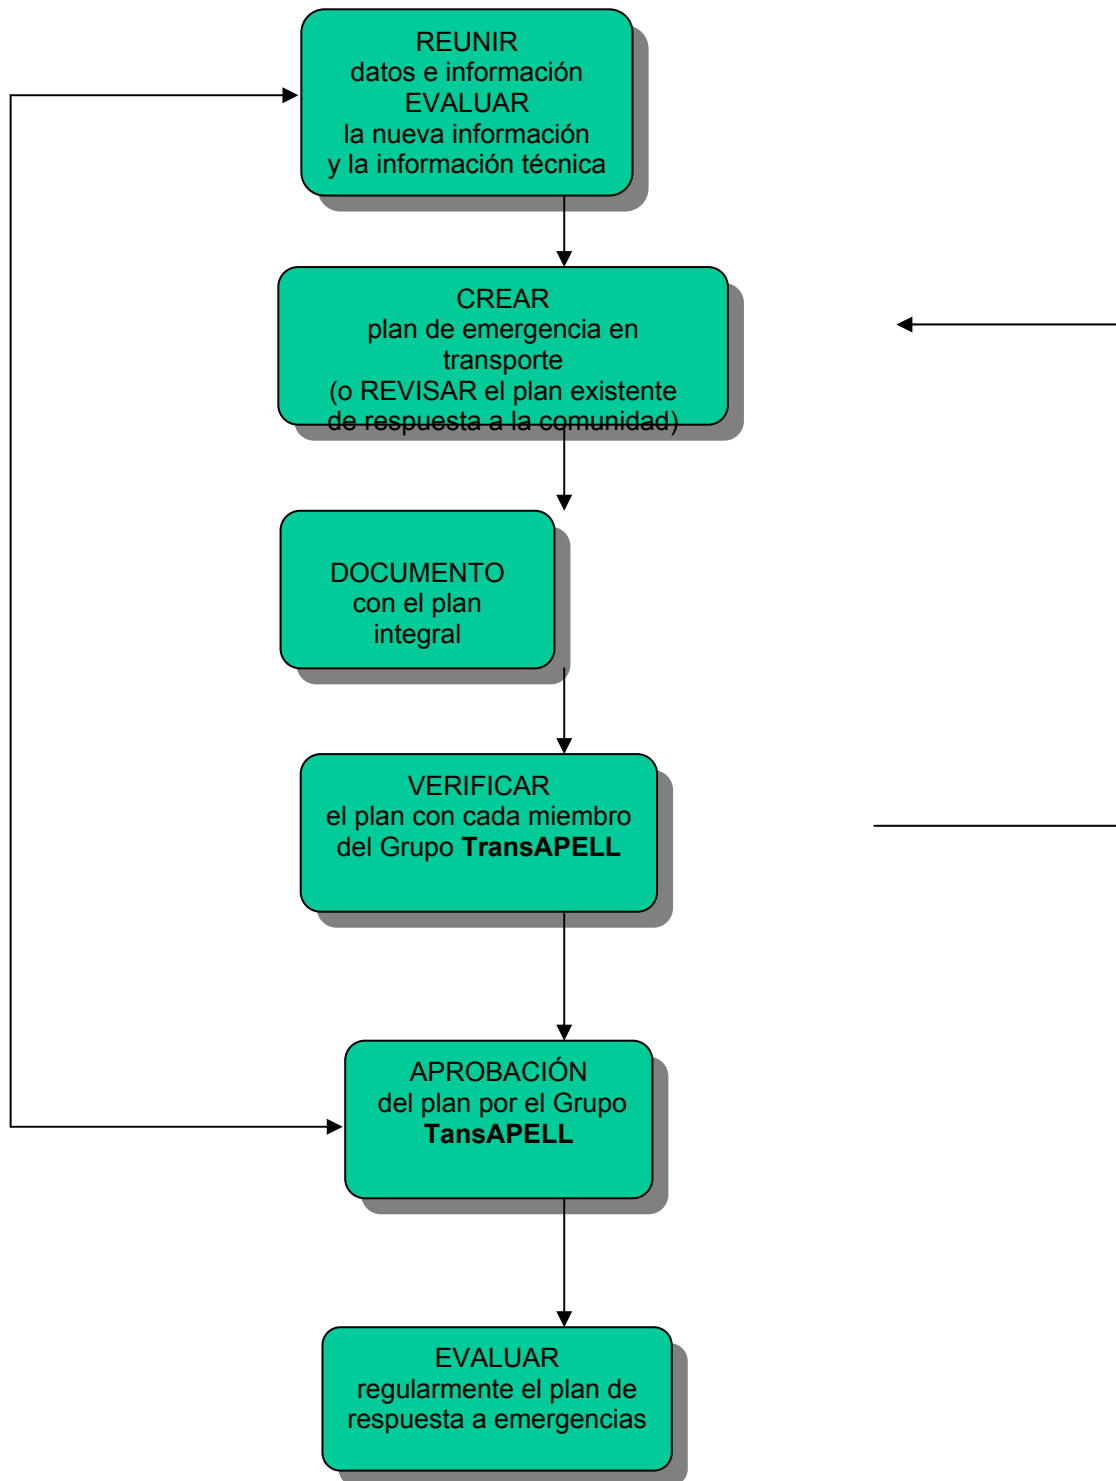 REUNIR
datos e información
EVALUAR
la nueva información
y la información técnica
CREAR
plan de emergencia en
transporte
(o REVISAR el plan existente
de respuesta a la comunidad)
DOCUMENTO
con el plan
integral
VERIFICAR
el plan con cada miembro
del Grupo TransAPELL
APROBACIÓN
del plan por el Grupo
TansAPELL
EVALUAR
regularmente el plan de
respuesta a emergencias